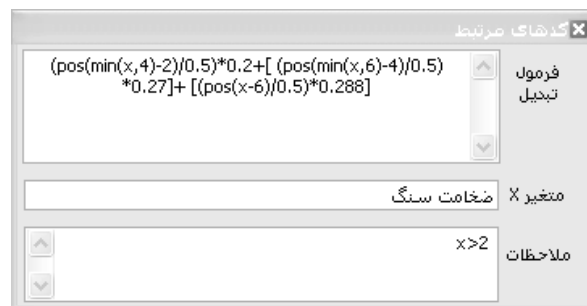 کدهای مرتبط
فرمول تبدیل
(pos(min(x,4)-2)/0.5)*0.2+[ (pos(min(x,6)-4)/0.5)
*0.27]+ [(pos(x-6)/0.5)*0.288]
متغیر X
ضخامت سنگ
ملاحظات
x>2